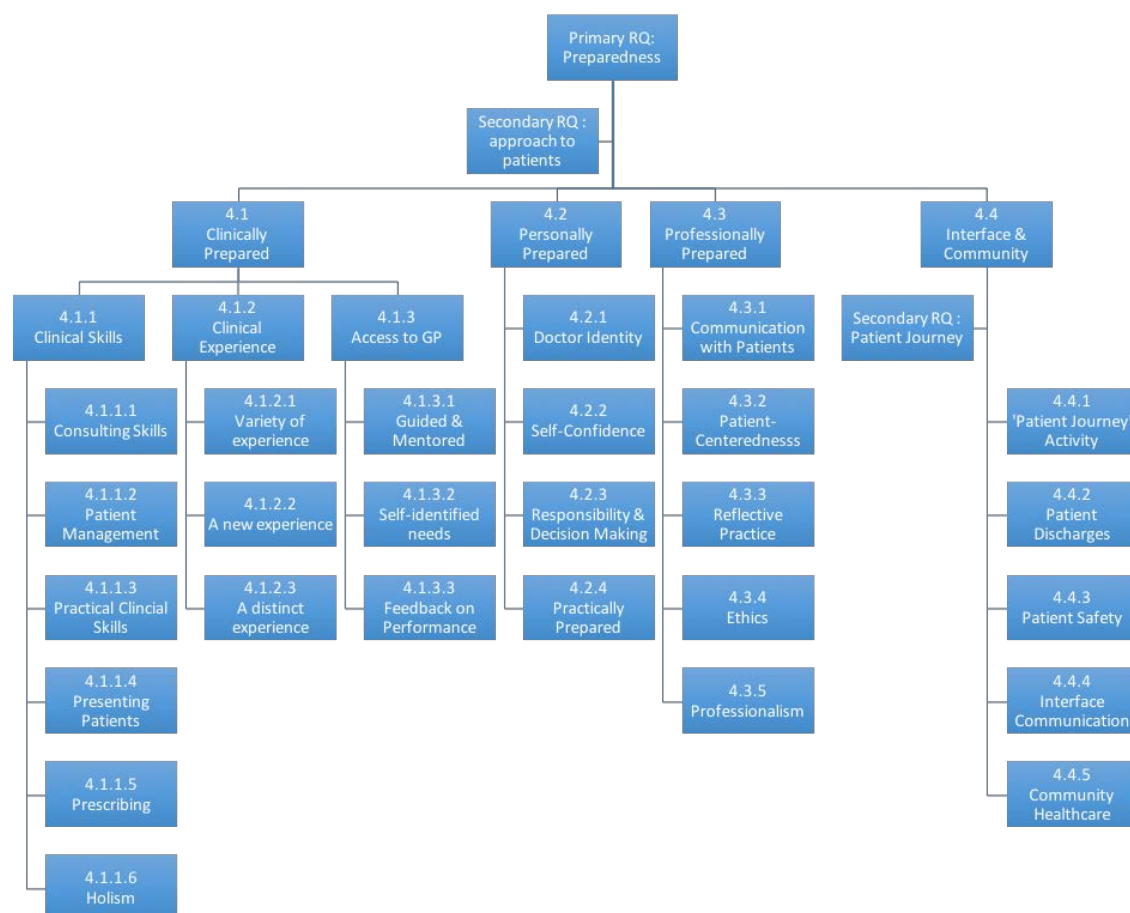 Primary RQ:
Preparedness
Secondary RQ :
approach to
patients
4.1
Clinically
Prepared
4.2
Personally
Prepared
4.3
Professionally
Prepared
4.4
Interface &
Community
4.1.1
Clinical Skills
4.1.2
Clinical
Experience
4.1.3
Access to GP
4.2.1
Doctor Identity
4.3.1
Communication
with Patients
Secondary RQ :
Patient Journey
4.1.1.1
Consulting Skills
4.1.2.1
Variety of
experience
4.1.3.1
Guided &
Mentored
4.2.2
Self-Confidence
4.3.2
Patient-
Centerednesss
4.4.1
'Patient Journey'
Activity
4.1.1.2
Patient
Management
4.1.2.2
A new experience
4.1.3.2
Self-identified
needs
4.2.3
Responsibility &
Decision Making
4.3.3
Reflective
Practice
4.4.2
Patient
Discharges
4.1.1.3
Practical Clincial
Skills
4.1.2.3
A distinct
experience
4.1.3.3
Feedback on
Performance
4.2.4
Practically
Prepared
4.3.4
Ethics
4.4.3
Patient Safety
4.1.1.4
Presenting
Patients
4.3.5
Professionalism
4.4.4
Interface
Communication
4.1.1.5
Prescribing
4.4.5
Community
Healthcare
4.1.1.6
Holism